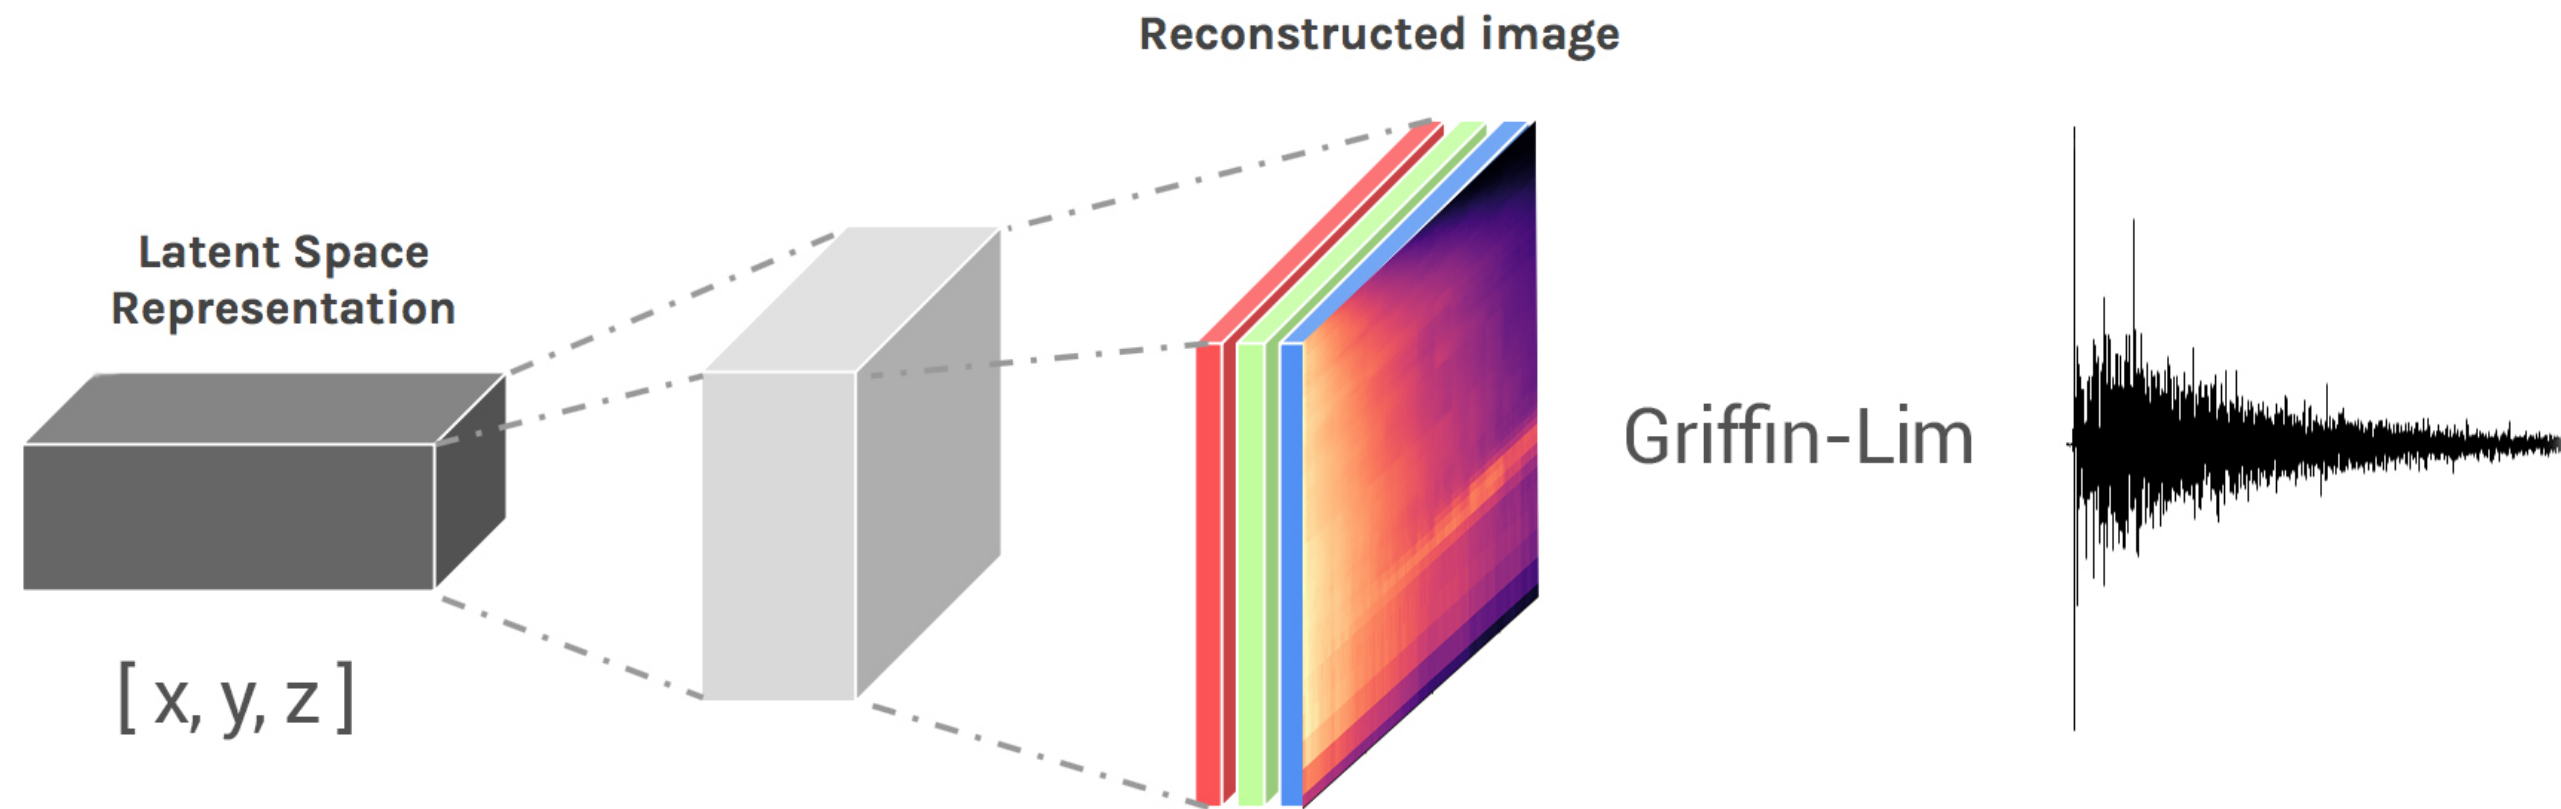 Reconstructed image
Latent Space
Representation
[ x, y, z ]
Griffin-Lim